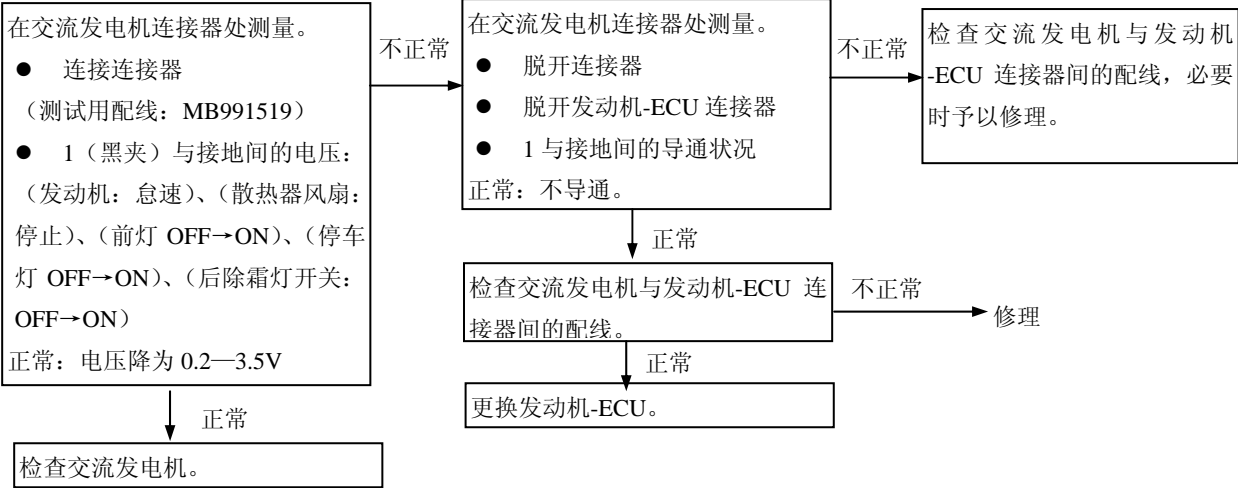 在交流发电机连接器处测量。
● 连接连接器
（测试用配线：MB991519）
● 1（黑夹）与接地间的电压：
（发动机：怠速）、（散热器风扇：
停止）、（前灯 OFF→ON）、（停车
灯 OFF→ON）、（后除霜灯开关：
OFF→ON）
正常：电压降为 0.2—3.5V
不正常
在交流发电机连接器处测量。
● 脱开连接器
● 脱开发动机-ECU 连接器
● 1 与接地间的导通状况
正常：不导通。
不正常
检查交流发电机与发动机
-ECU 连接器间的配线，必要
时予以修理。
正常
检查交流发电机与发动机-ECU 连
接器间的配线。
不正常
修理
正常
更换发动机-ECU。
正常
检查交流发电机。